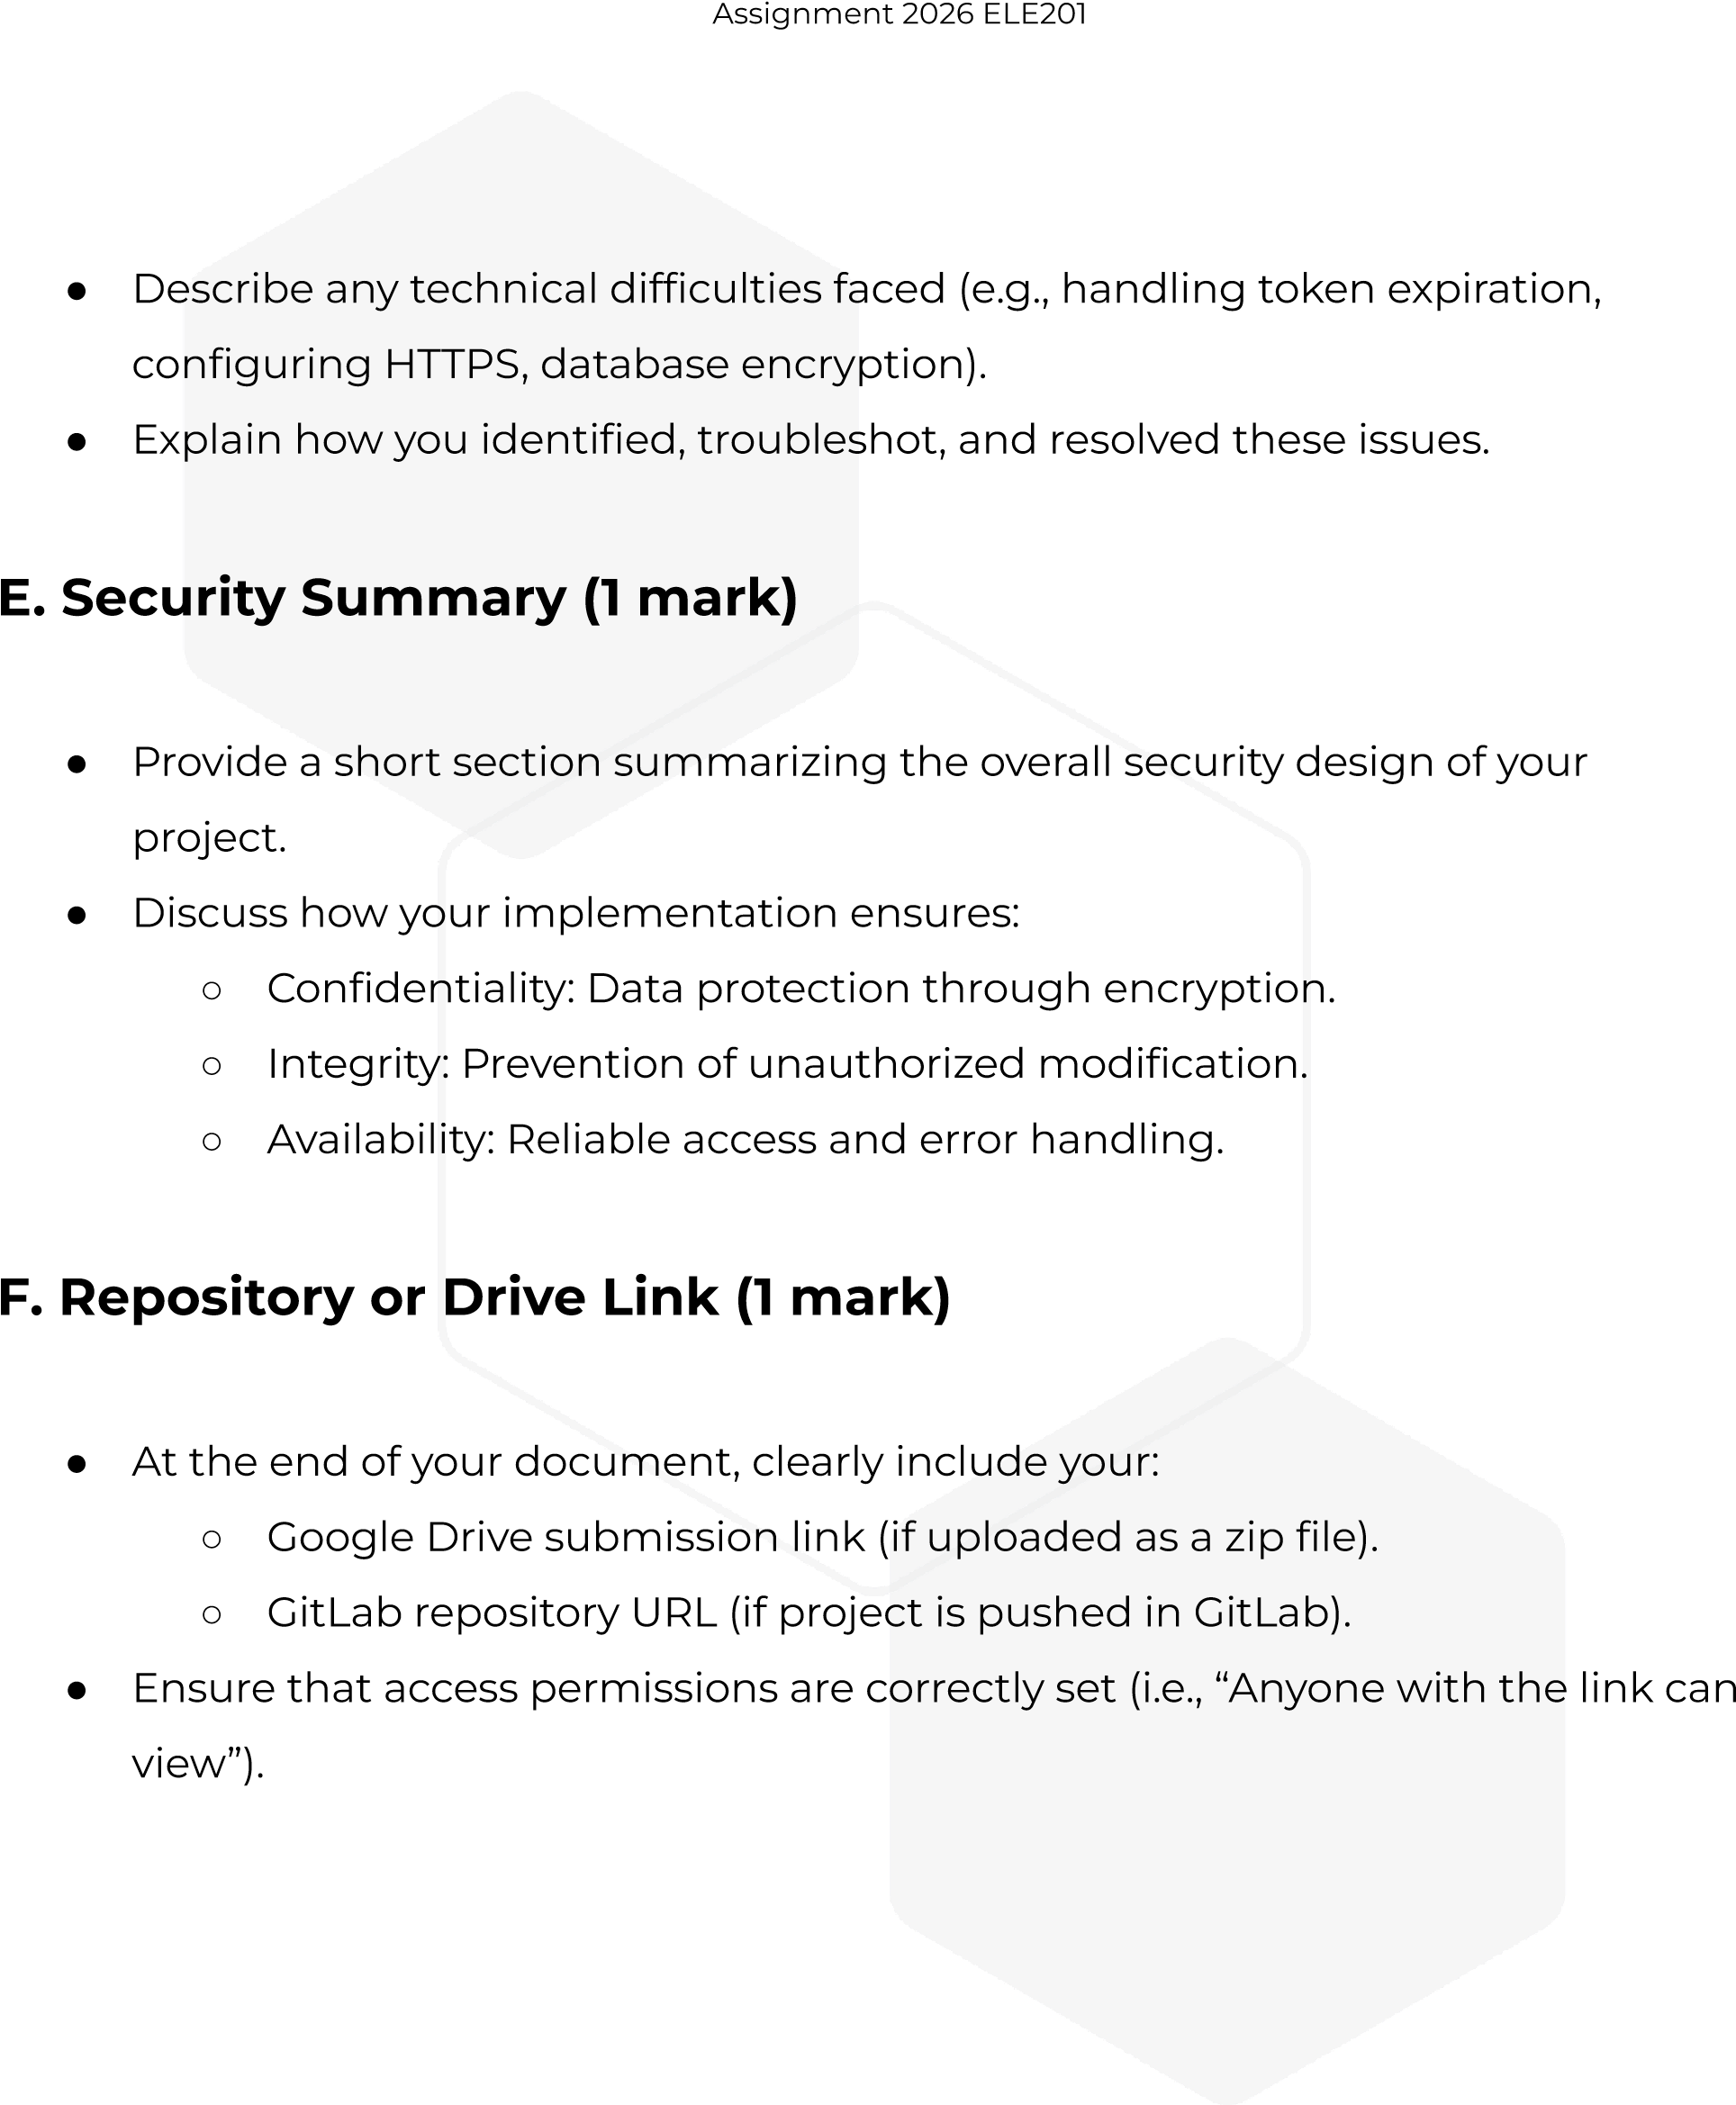 Assignment 2026 ELE201
● Describe any technical difficulties faced (e.g., handling token expiration,
configuring HTTPS, database encryption).
● Explain how you identified, troubleshot, and resolved these issues.
E. Security Summary (1 mark)
● Provide a short section summarizing the overall security design of your
project.
● Discuss how your implementation ensures:
○ Confidentiality: Data protection through encryption.
○ Integrity: Prevention of unauthorized modification.
○ Availability: Reliable access and error handling.
F. Repository or Drive Link (1 mark)
● At the end of your document, clearly include your:
○ Google Drive submission link (if uploaded as a zip file).
○ GitLab repository URL (if project is pushed in GitLab).
● Ensure that access permissions are correctly set (i.e., “Anyone with the link can
view”).